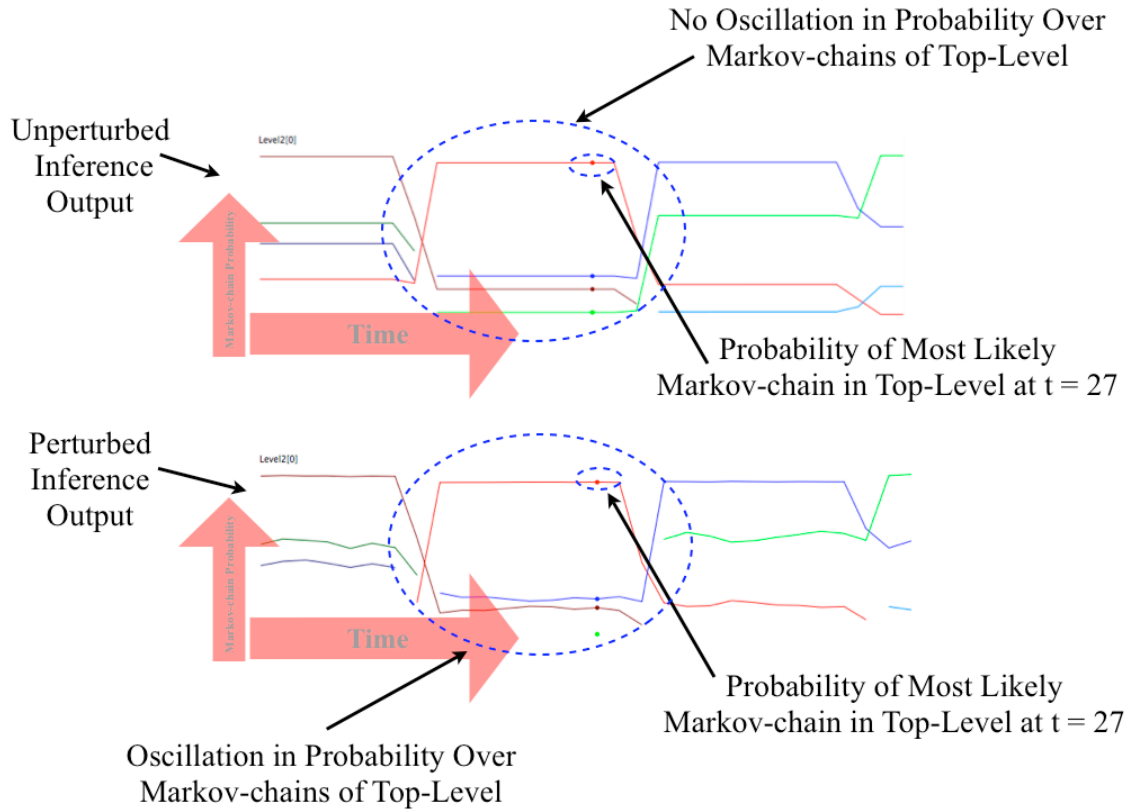 No Oscillation in Probability Over
Markov-chains of Top-Level
Unperturbed
Inference
Output
Level2[0]
Markov-chain Probability
Time
Probability of Most Likely
Markov-chain in Top-Level at t = 27
Perturbed
Inference
Output
Level2[0]
Markov-chain Probability
Time
Probability of Most Likely
Markov-chain in Top-Level at t = 27
Oscillation in Probability Over
Markov-chains of Top-Level